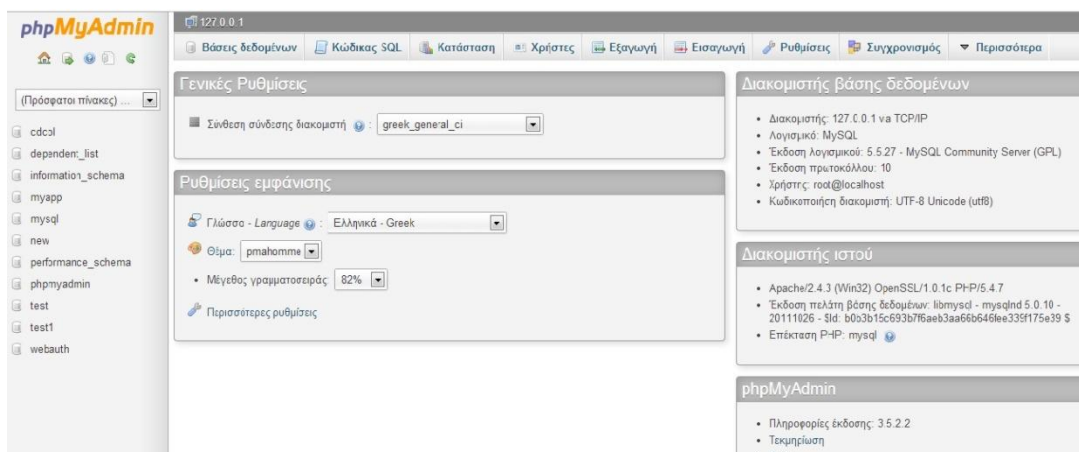 phpMyAdmin
(Πρόσφατοι πίνακες) ...
cdcol
dependent_list
information_schema
myapp
mysql
new
performance_schema
phpmyadmin
test
test1
webauth
127.0.0.1
Βάσεις δεδομένων Κώδικας SQL Κατάσταση Χρήστες Εξαγωγή Εισαγωγή Ρυθμίσεις Συγχρονισμός Περισσότερα
Γενικές Ρυθμίσεις
Σύνθεση σύνδεσης διακομιστή : greek_general_ci
Ρυθμίσεις εμφάνισης
Γλώσσα - Language : Ελληνικά - Greek
Θέμα: pmahomme
• Μέγεθος γραμματοσειράς: 82%
Περισσότερες ρυθμίσεις
Διακομιστής βάσης δεδομένων
• Διακομιστής: 127.0.0.1 via TCP/IP
• Λογισμικό: MySQL
• Έκδοση λογισμικού: 5.5.27 - MySQL Community Server (GPL)
• Έκδοση πρωτοκόλλου: 10
• Χρήστης: root@localhost
• Κωδικοποίηση διακομιστή: UTF-8 Unicode (utf8)
Διακομιστής ιστού
• Apache/2.4.3 (Win32) OpenSSL/1.0.1c PHP/5.4.7
• Έκδοση πελάτη βάσης δεδομένων: libmysql - mysqlnd 5.0.10 -
20111026 - $Id: b0b3b15c693b7f6aeb3aa66b646fee339f175e39 $
• Επέκταση PHP: mysql
phpMyAdmin
• Πληροφορίες έκδοσης: 3.5.2.2
• Τεκμηρίωση